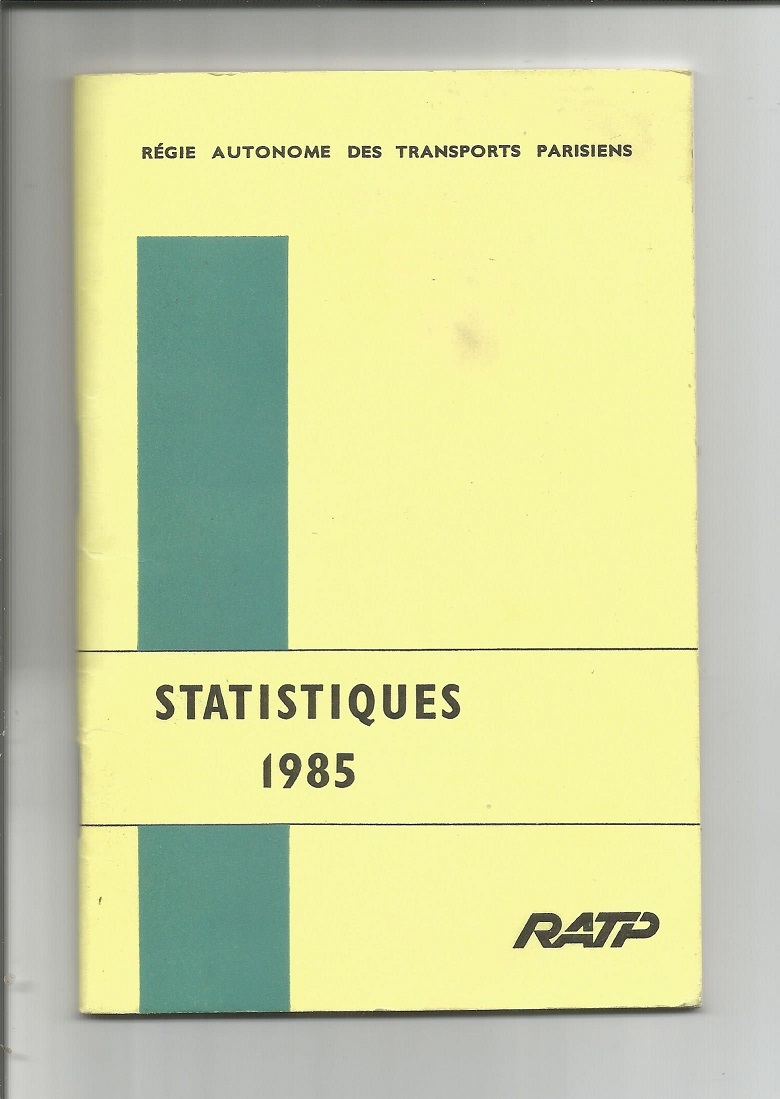 RÉGIE AUTONOME DES TRANSPORTS PARISIENS
STATISTIQUES
1985
RATP